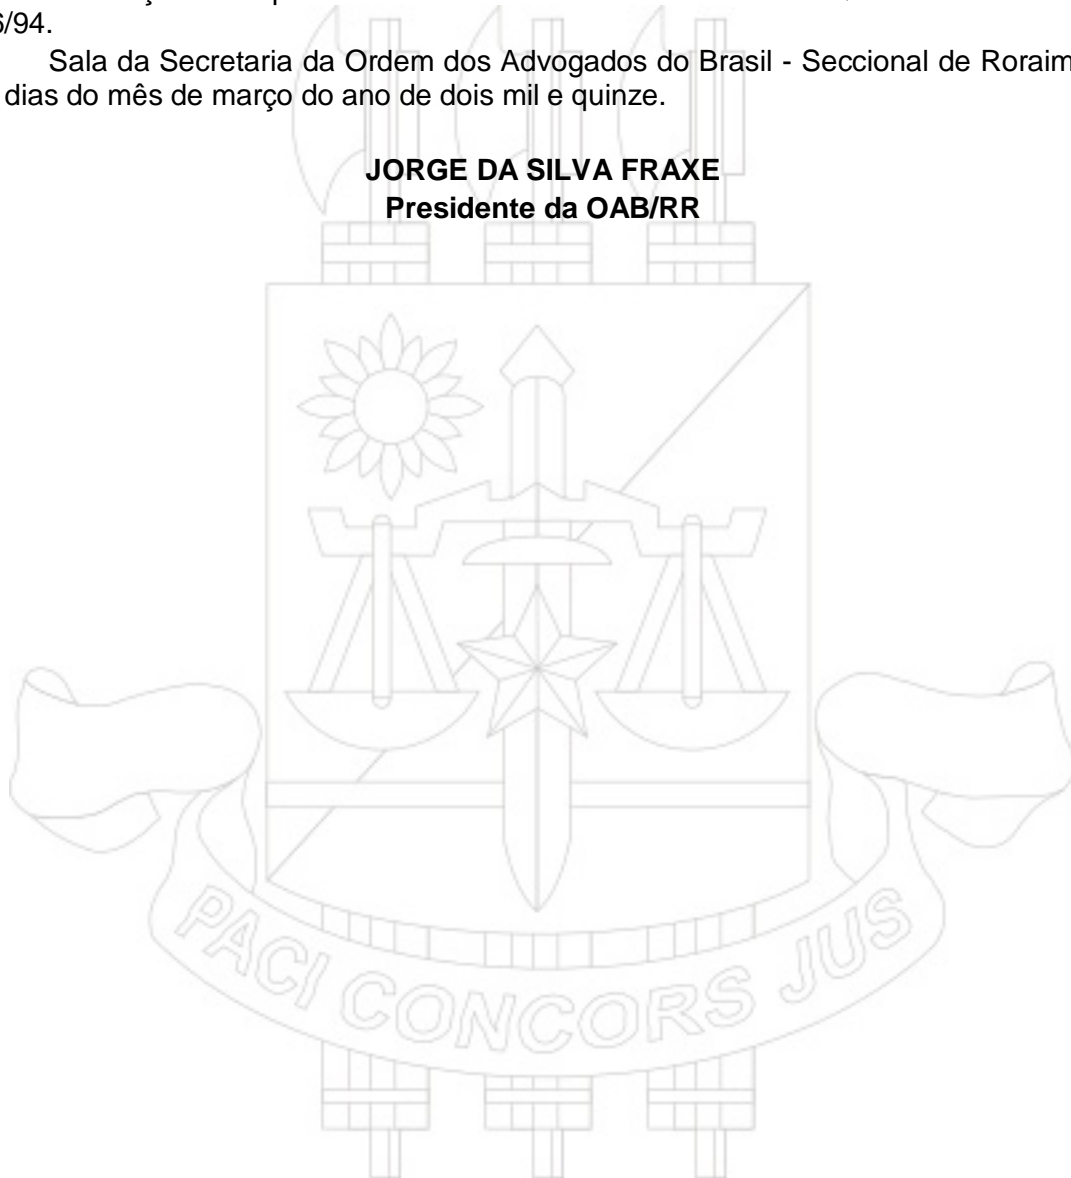 6/94.
Sala da Secretaria da Ordem dos Advogados do Brasil - Seccional de Roraim
dias do mês de março do ano de dois mil e quinze.
JORGE DA SILVA FRAXE
Presidente da OAB/RR
PACI CONCORS JUS